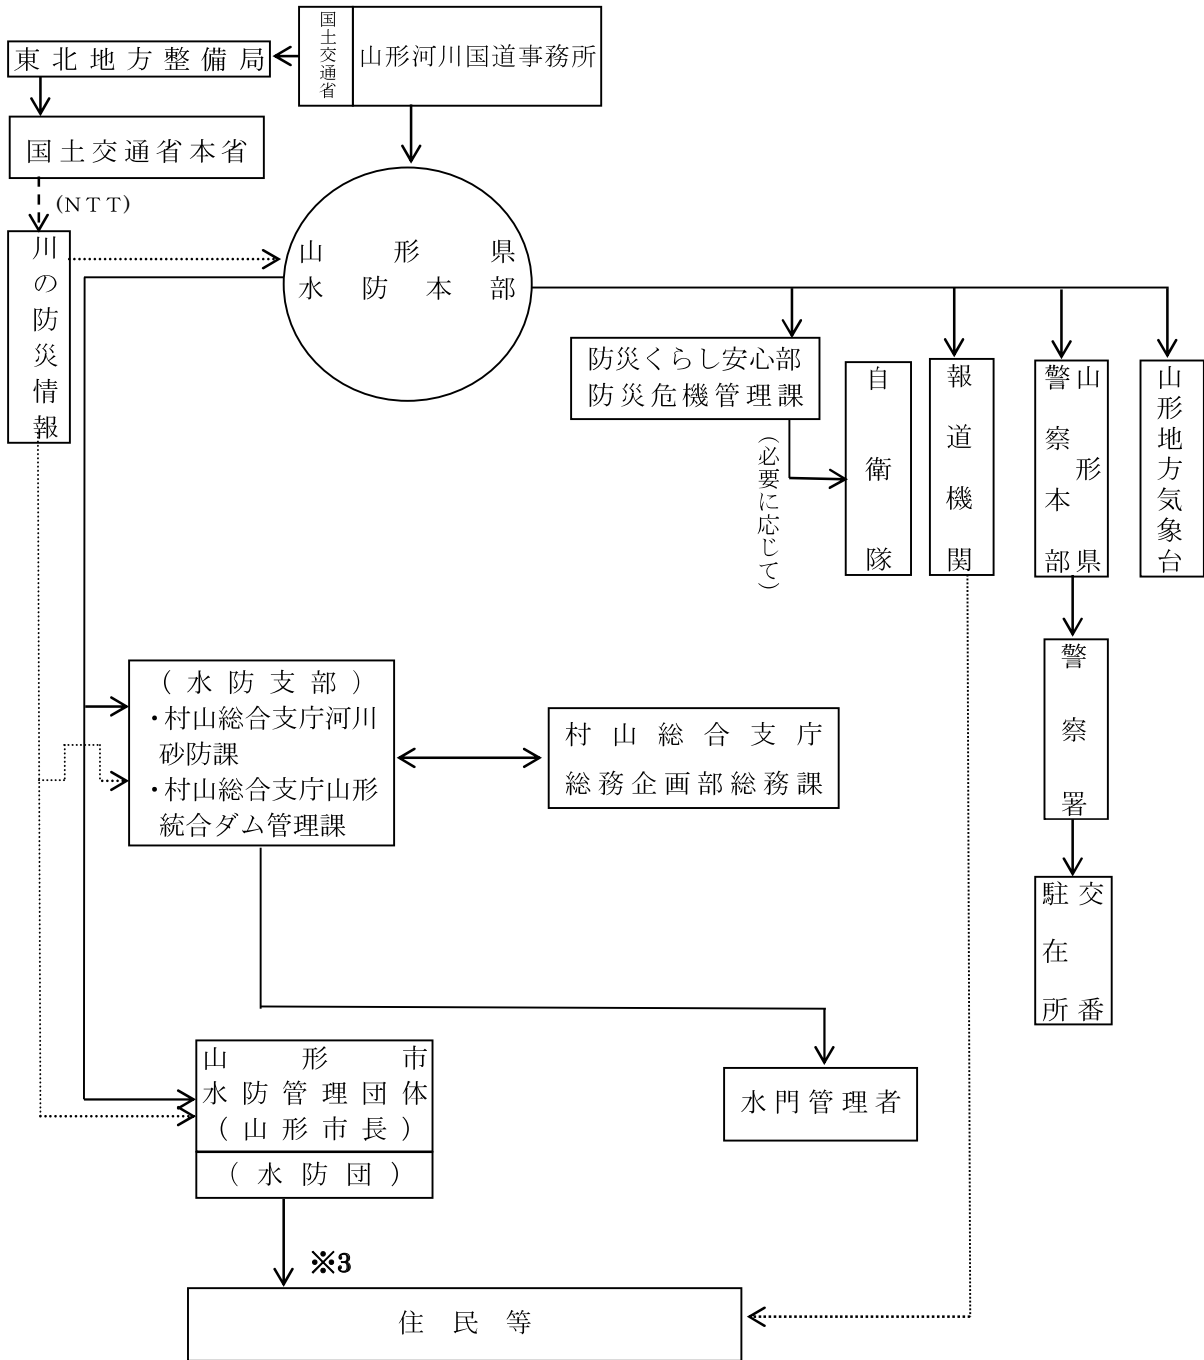 国土交通省
山形河川国道事務所
東北地方整備局
国土交通省本省
(NTT)
川の防災情報
山形県
水防本部
防災くらし安心部
防災危機管理課
(必要に応じて)
自衛隊
報道機関
山形県
警察本部
山形地方気象台
警察署
交番
駐在所
(水防支部)
・村山総合支庁河川
砂防課
・村山総合支庁山形
統合ダム管理課
村山総合支庁
総務企画部総務課
山形市
水防管理団体
(山形市長)
(水防団)
水門管理者
※3
住民等